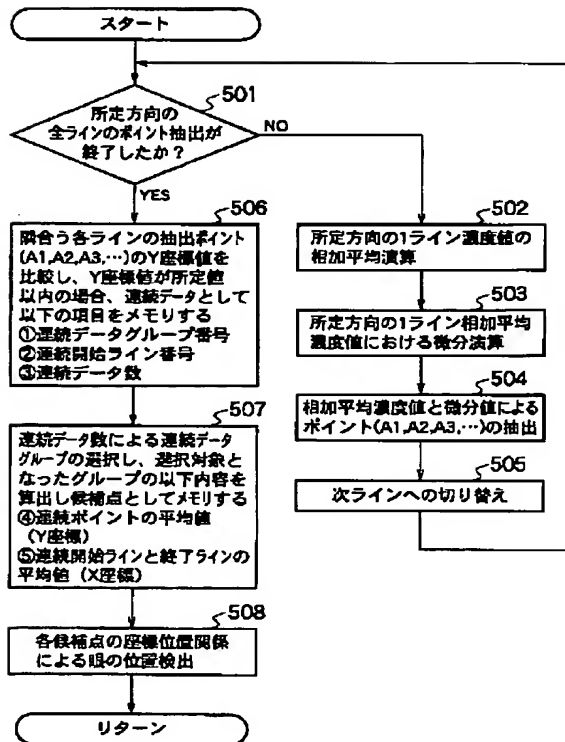 スタート
501
所定方向の
全ラインのポイント抽出が
終了したか？
NO
YES
506
隣合う各ラインの抽出ポイント
(A1,A2,A3,…)のY座標値を
比較し、Y座標値が所定値
以内の場合、連続データとして
以下の項目をメモリする
①連続データグループ番号
②連続開始ライン番号
③連続データ数
507
連続データ数による連続データ
グループの選択し、選択対象と
なったグループの以下内容を
算出し候補点としてメモリする
④連続ポイントの平均値
(Y座標)
⑤連続開始ラインと終了ラインの
平均値（X座標）
508
各候補点の座標位置関係
による眼の位置検出
リターン
502
所定方向の1ライン濃度値の
相加平均演算
503
所定方向の1ライン相加平均
濃度値における微分演算
504
相加平均濃度値と微分値による
ポイント(A1,A2,A3,…)の抽出
505
次ラインへの切り替え